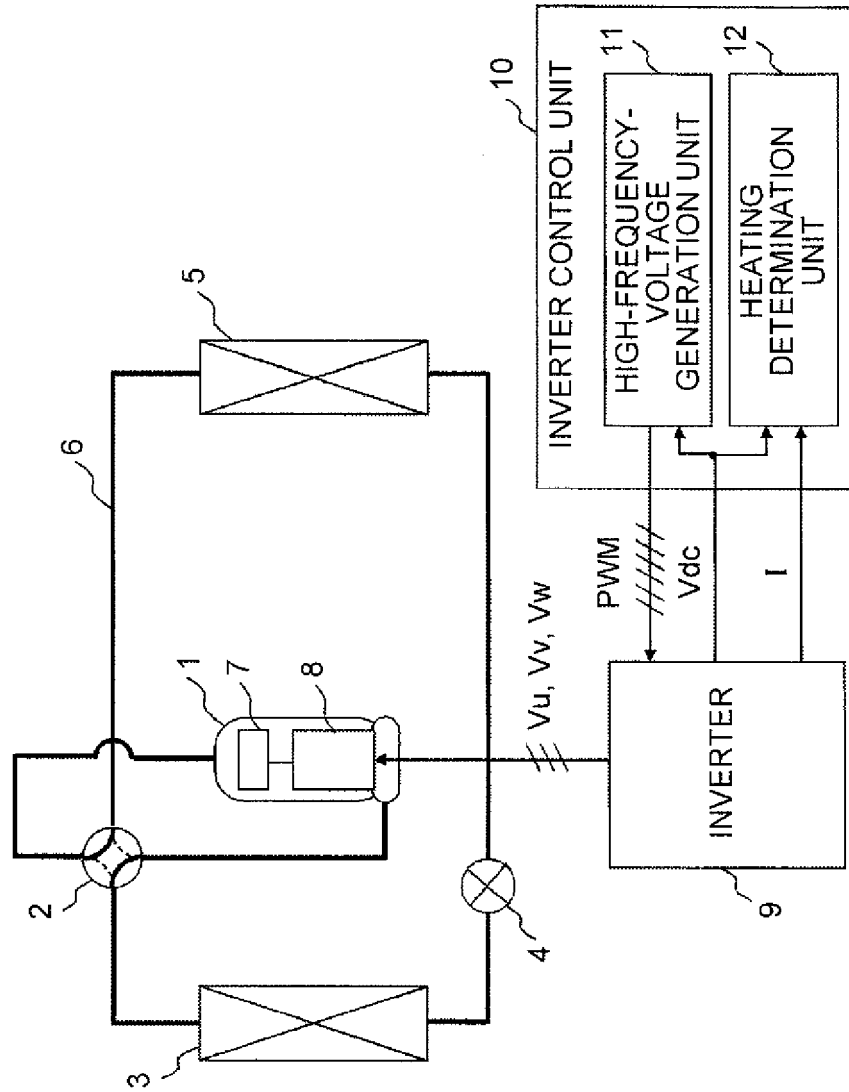 6
5
1
7
8
2
3
4
Vu, Vv, Vw
INVERTER
9
PWM
Vdc
I
10
INVERTER CONTROL UNIT
11
HIGH-FREQUENCY-
VOLTAGE
GENERATION UNIT
12
HEATING
DETERMINATION
UNIT